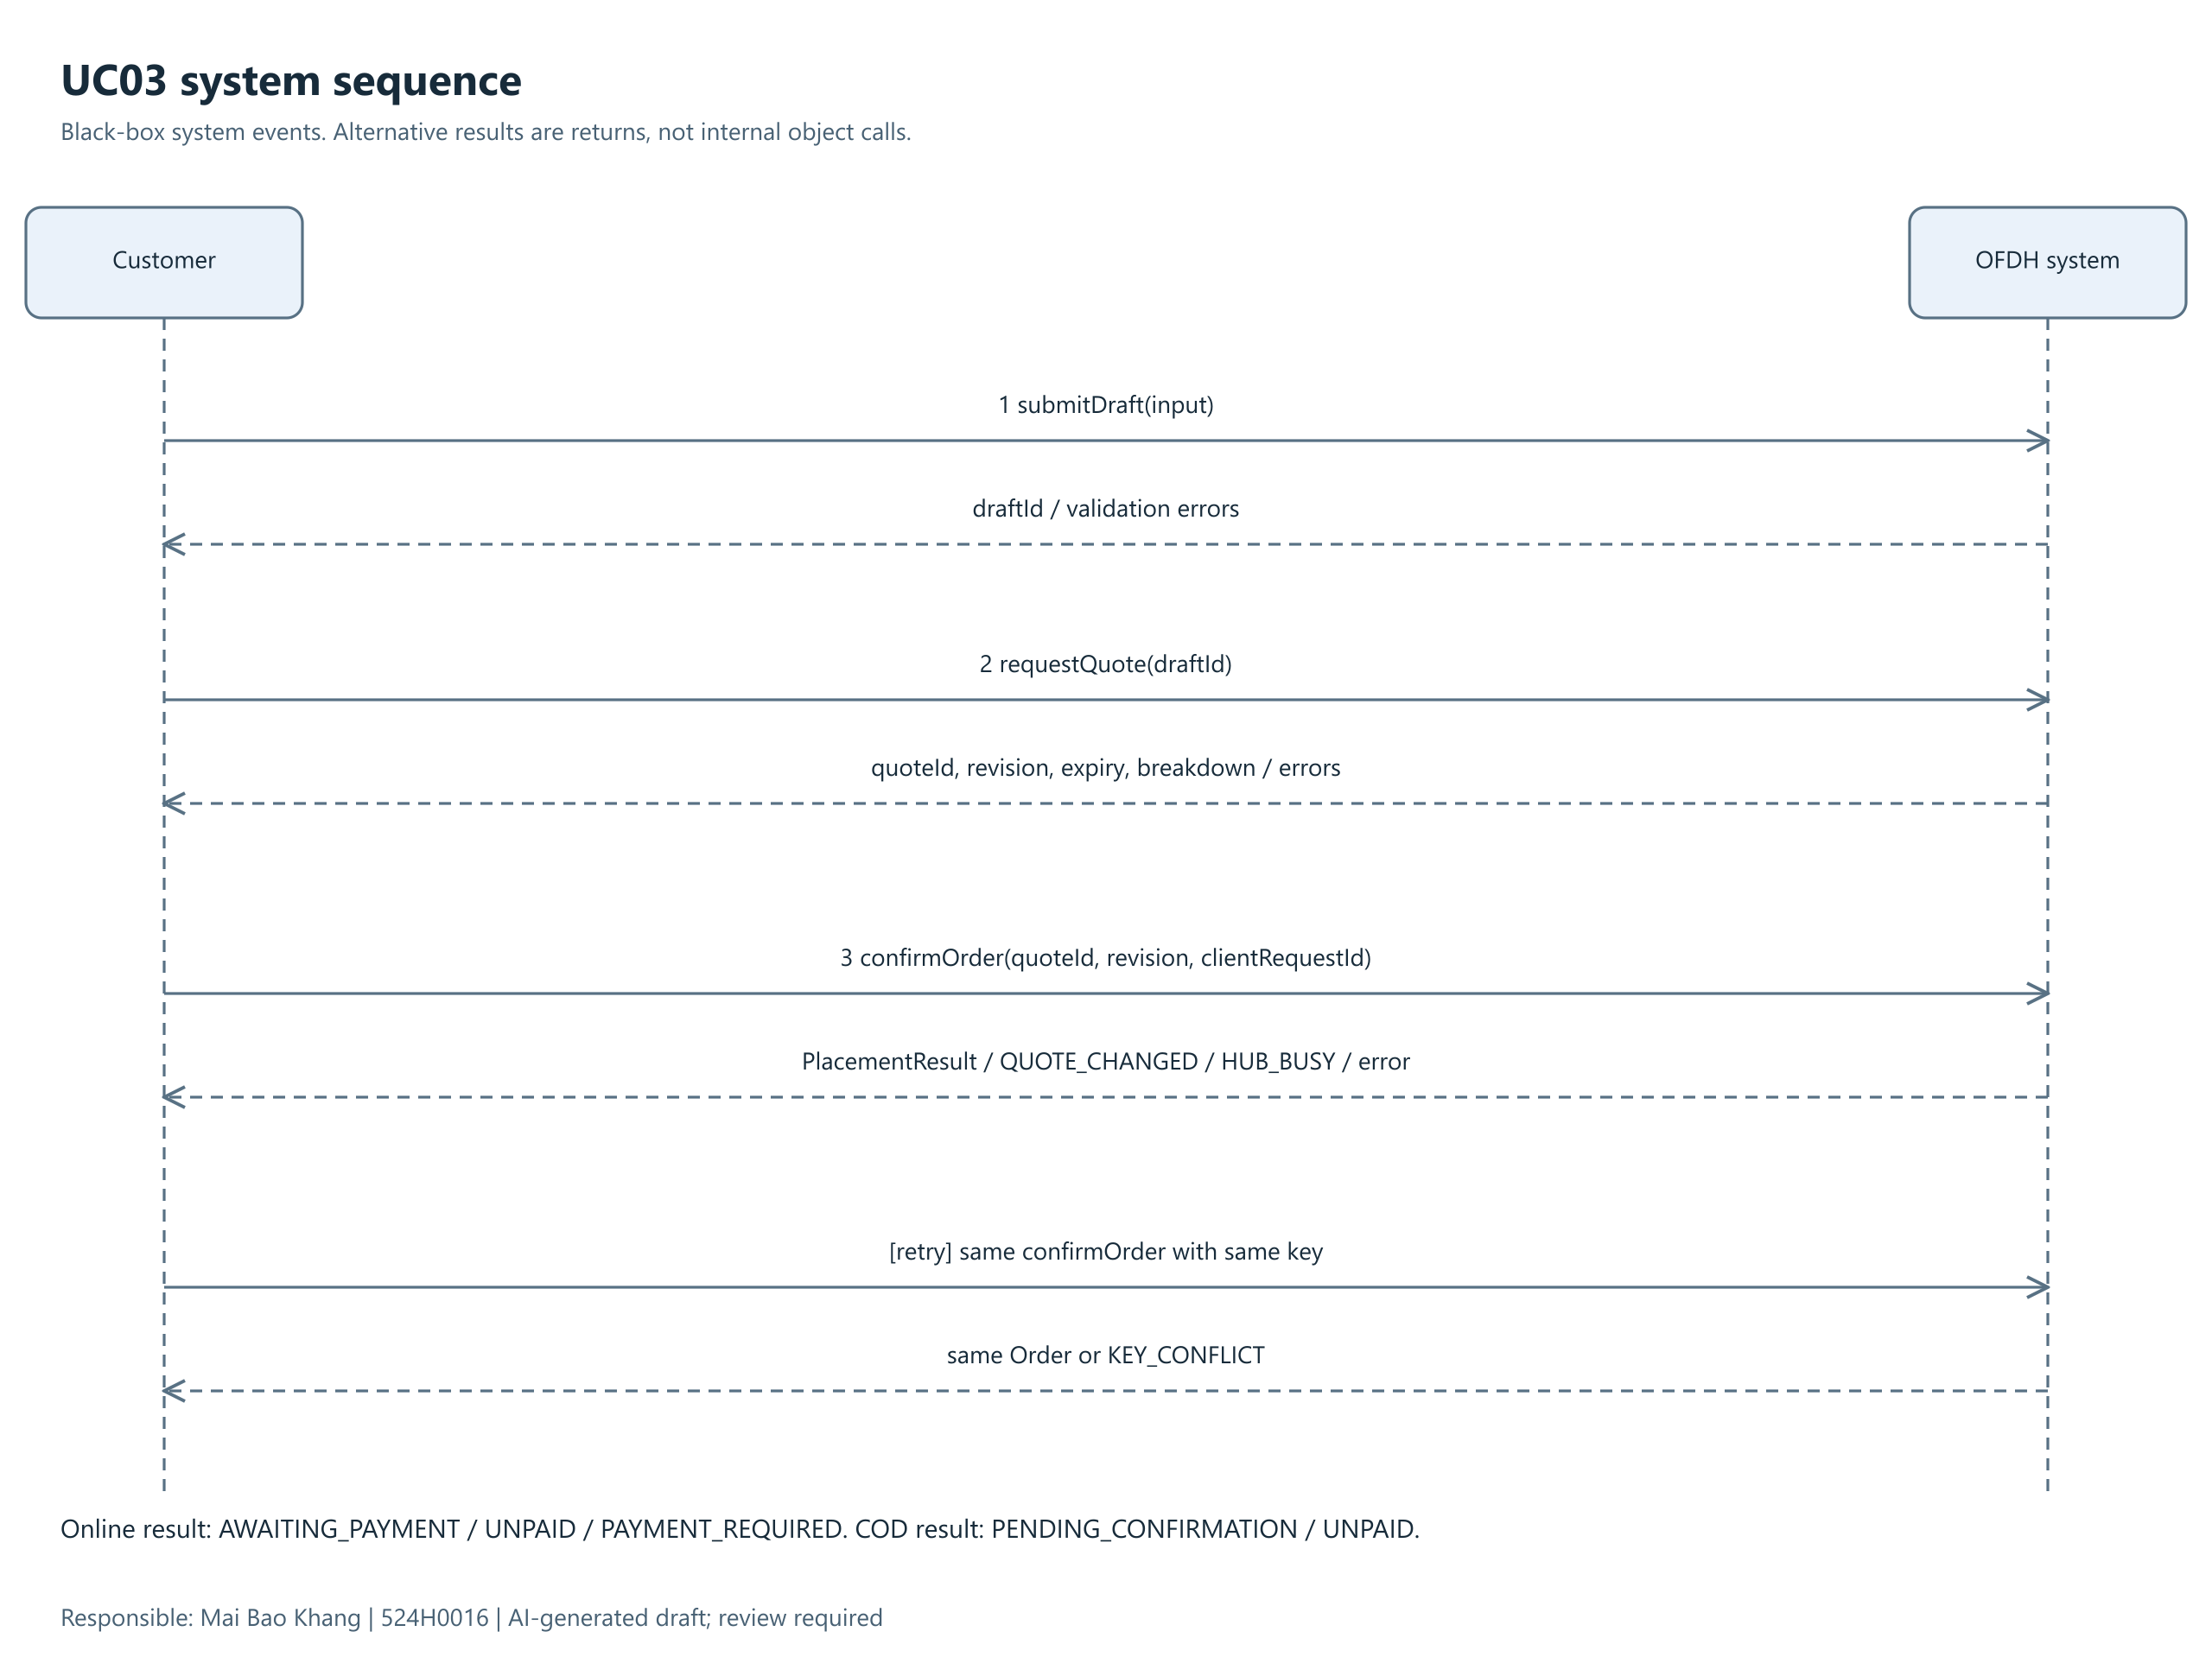 UC03 system sequence
Black-box system events. Alternative results are returns, not internal object calls.
Customer
OFDH system
1 submitDraft(input)
draftId / validation errors
2 requestQuote(draftId)
quoteId, revision, expiry, breakdown / errors
3 confirmOrder(quoteId, revision, clientRequestId)
PlacementResult / QUOTE_CHANGED / HUB_BUSY / error
[retry] same confirmOrder with same key
same Order or KEY_CONFLICT
Online result: AWAITING_PAYMENT / UNPAID / PAYMENT_REQUIRED. COD result: PENDING_CONFIRMATION / UNPAID.
Responsible: Mai Bao Khang | 524H0016 | AI-generated draft; review required